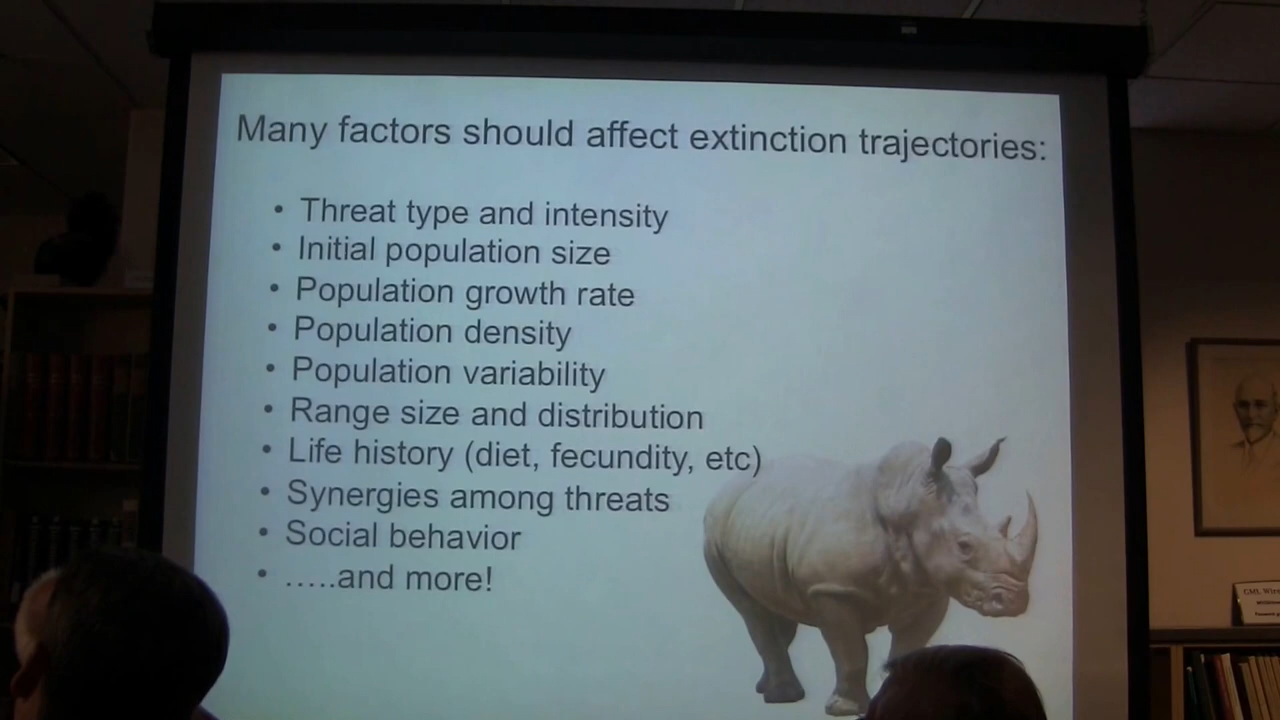 Many factors should affect extinction trajectories:
• Threat type and intensity
• Initial population size
• Population growth rate
• Population density
• Population variability
• Range size and distribution
• Life history (diet, fecundity, etc)
• Synergies among threats
• Social behavior
• …..and more!